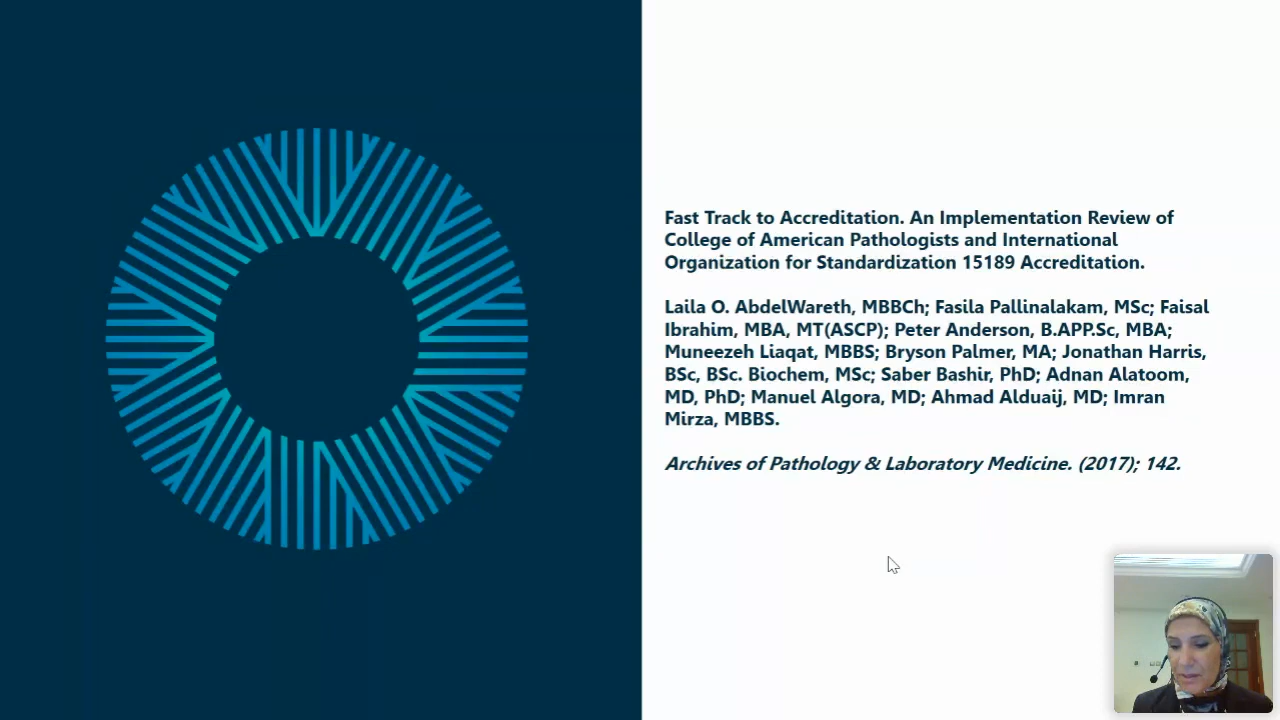 Fast Track to Accreditation. An Implementation Review of
College of American Pathologists and International
Organization for Standardization 15189 Accreditation.
Laila O. AbdelWareth, MBBCh; Fasila Pallinalakam, MSc; Faisal
Ibrahim, MBA, MT(ASCP); Peter Anderson, B.APP.Sc, MBA;
Muneezeh Liaqat, MBBS; Bryson Palmer, MA; Jonathan Harris,
BSc, BSc. Biochem, MSc; Saber Bashir, PhD; Adnan Alatoom,
MD, PhD; Manuel Algora, MD; Ahmad Alduaij, MD; Imran
Mirza, MBBS.
Archives of Pathology & Laboratory Medicine. (2017); 142.